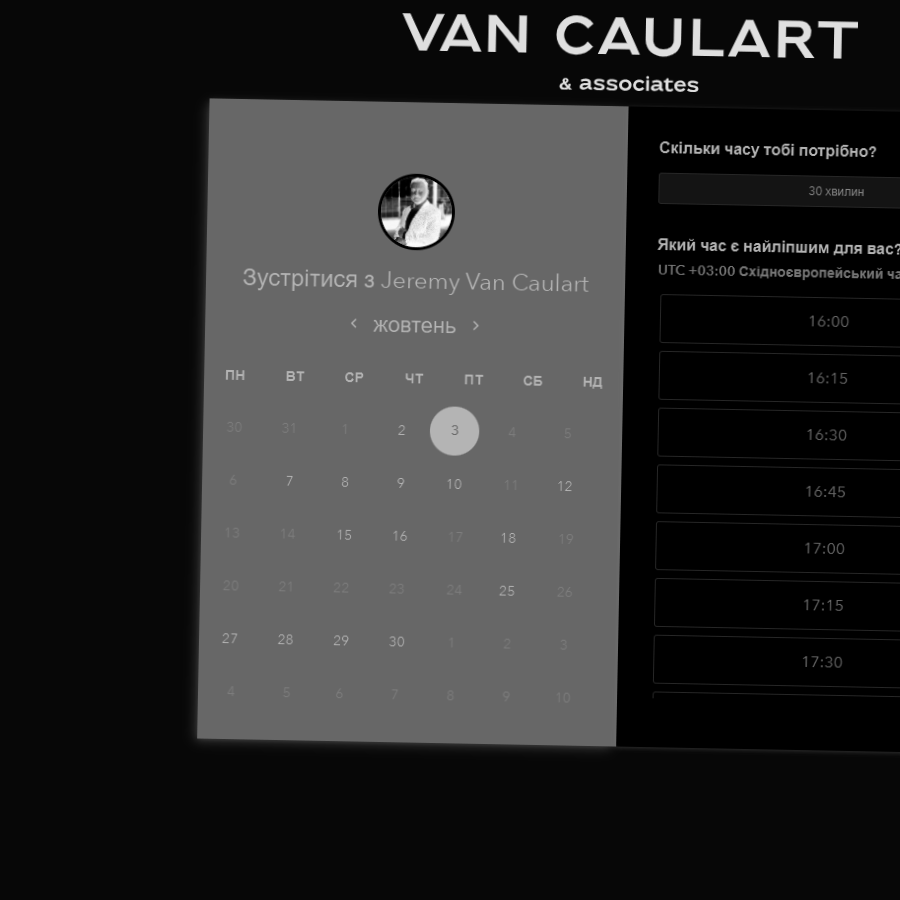 VAN CAULART
& associates
Зустрітися з Jeremy Van Caulart
жовтень
ПН ВТ СР ЧТ ПТ СБ НД
30 31 1 2 3 4 5
6 7 8 9 10 11 12
13 14 15 16 17 18 19
20 21 22 23 24 25 26
27 28 29 30 1 2 3
4 5 6 7 8 9 10
Скільки часу тобі потрібно?
30 хвилин
Який час є найліпшим для вас?
UTC +03:00 Східноєвропейський
16:00
16:15
16:30
16:45
17:00
17:15
17:30